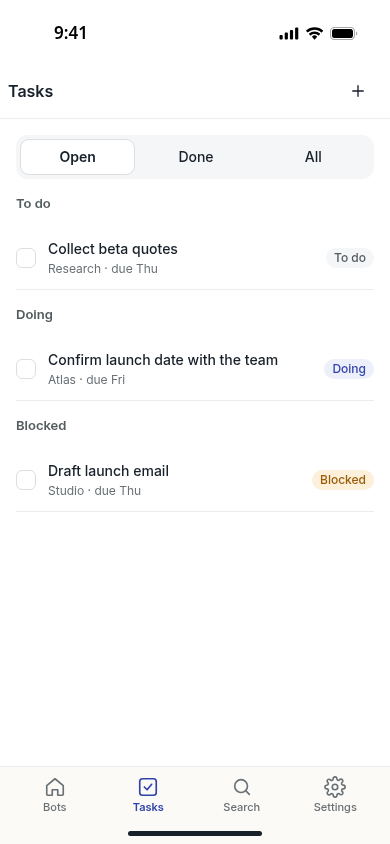 9:41
Tasks
Open Done All
To do
Collect beta quotes
Research · due Thu
To do
Doing
Confirm launch date with the team
Atlas · due Fri
Doing
Blocked
Draft launch email
Studio · due Thu
Blocked
Bots Tasks Search Settings